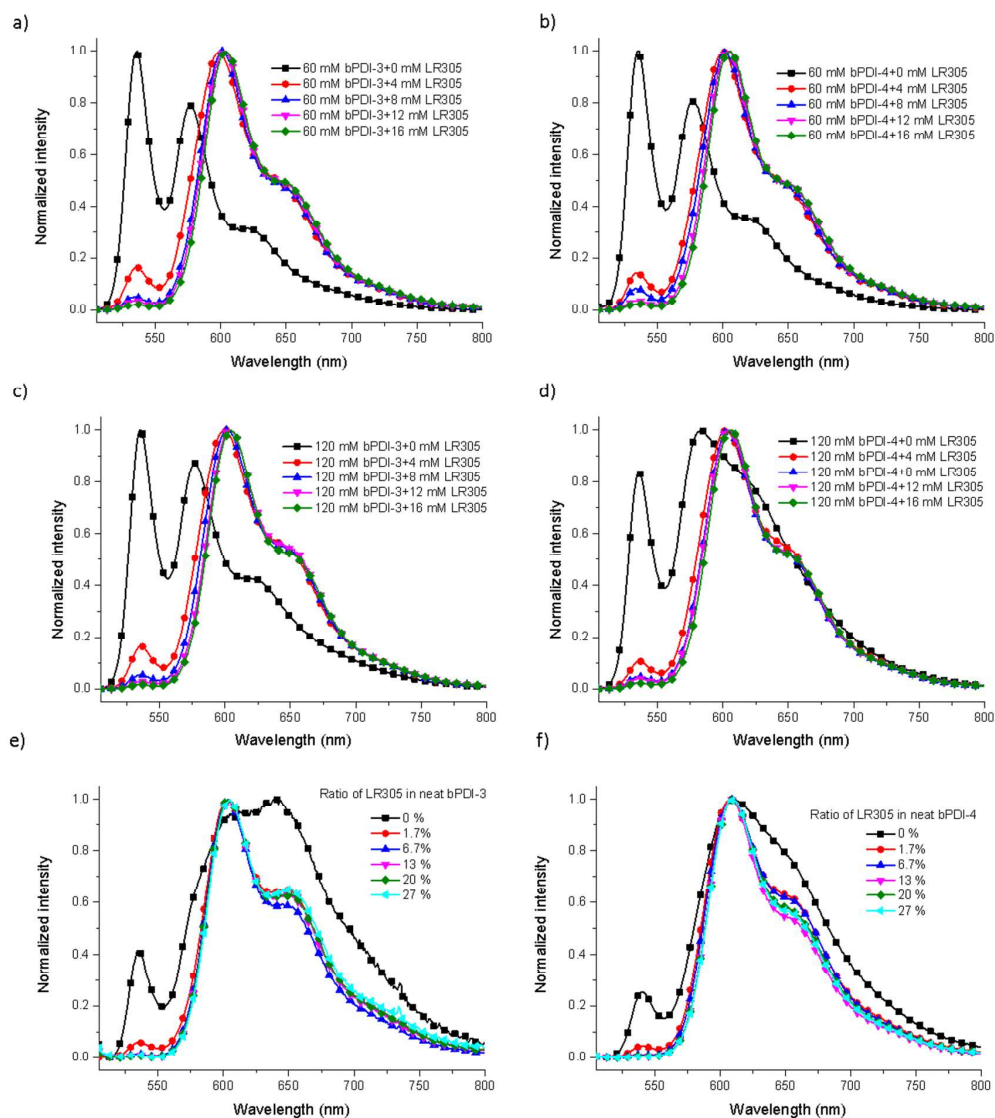 a)
60 mM bPDI-3+0 mM LR305
60 mM bPDI-3+4 mM LR305
60 mM bPDI-3+8 mM LR305
60 mM bPDI-3+12 mM LR305
60 mM bPDI-3+16 mM LR305
Normalized intensity
1.0
0.8
0.6
0.4
0.2
0.0
550 600 650 700 750 800
Wavelength (nm)
b)
60 mM bPDI-4+0 mM LR305
60 mM bPDI-4+4 mM LR305
60 mM bPDI-4+8 mM LR305
60 mM bPDI-4+12 mM LR305
60 mM bPDI-4+16 mM LR305
Normalized intensity
1.0
0.8
0.6
0.4
0.2
0.0
550 600 650 700 750 800
Wavelength (nm)
c)
120 mM bPDI-3+0 mM LR305
120 mM bPDI-3+4 mM LR305
120 mM bPDI-3+8 mM LR305
120 mM bPDI-3+12 mM LR305
120 mM bPDI-3+16 mM LR305
Normalized intensity
1.0
0.8
0.6
0.4
0.2
0.0
550 600 650 700 750 800
Wavelength (nm)
d)
120 mM bPDI-4+0 mM LR305
120 mM bPDI-4+4 mM LR305
120 mM bPDI-4+0 mM LR305
120 mM bPDI-4+12 mM LR305
120 mM bPDI-4+16 mM LR305
Normalized intensity
1.0
0.8
0.6
0.4
0.2
0.0
550 600 650 700 750 800
Wavelength (nm)
e)
Ratio of LR305 in neat bPDI-3
0 %
1.7%
6.7%
13 %
20 %
27 %
Normalized intensity
1.0
0.8
0.6
0.4
0.2
0.0
550 600 650 700 750 800
Wavelength (nm)
f)
Ratio of LR305 in neat bPDI-4
0 %
1.7%
6.7%
13 %
20 %
27 %
Normalized intensity
1.0
0.8
0.6
0.4
0.2
0.0
550 600 650 700 750 800
Wavelength (nm)